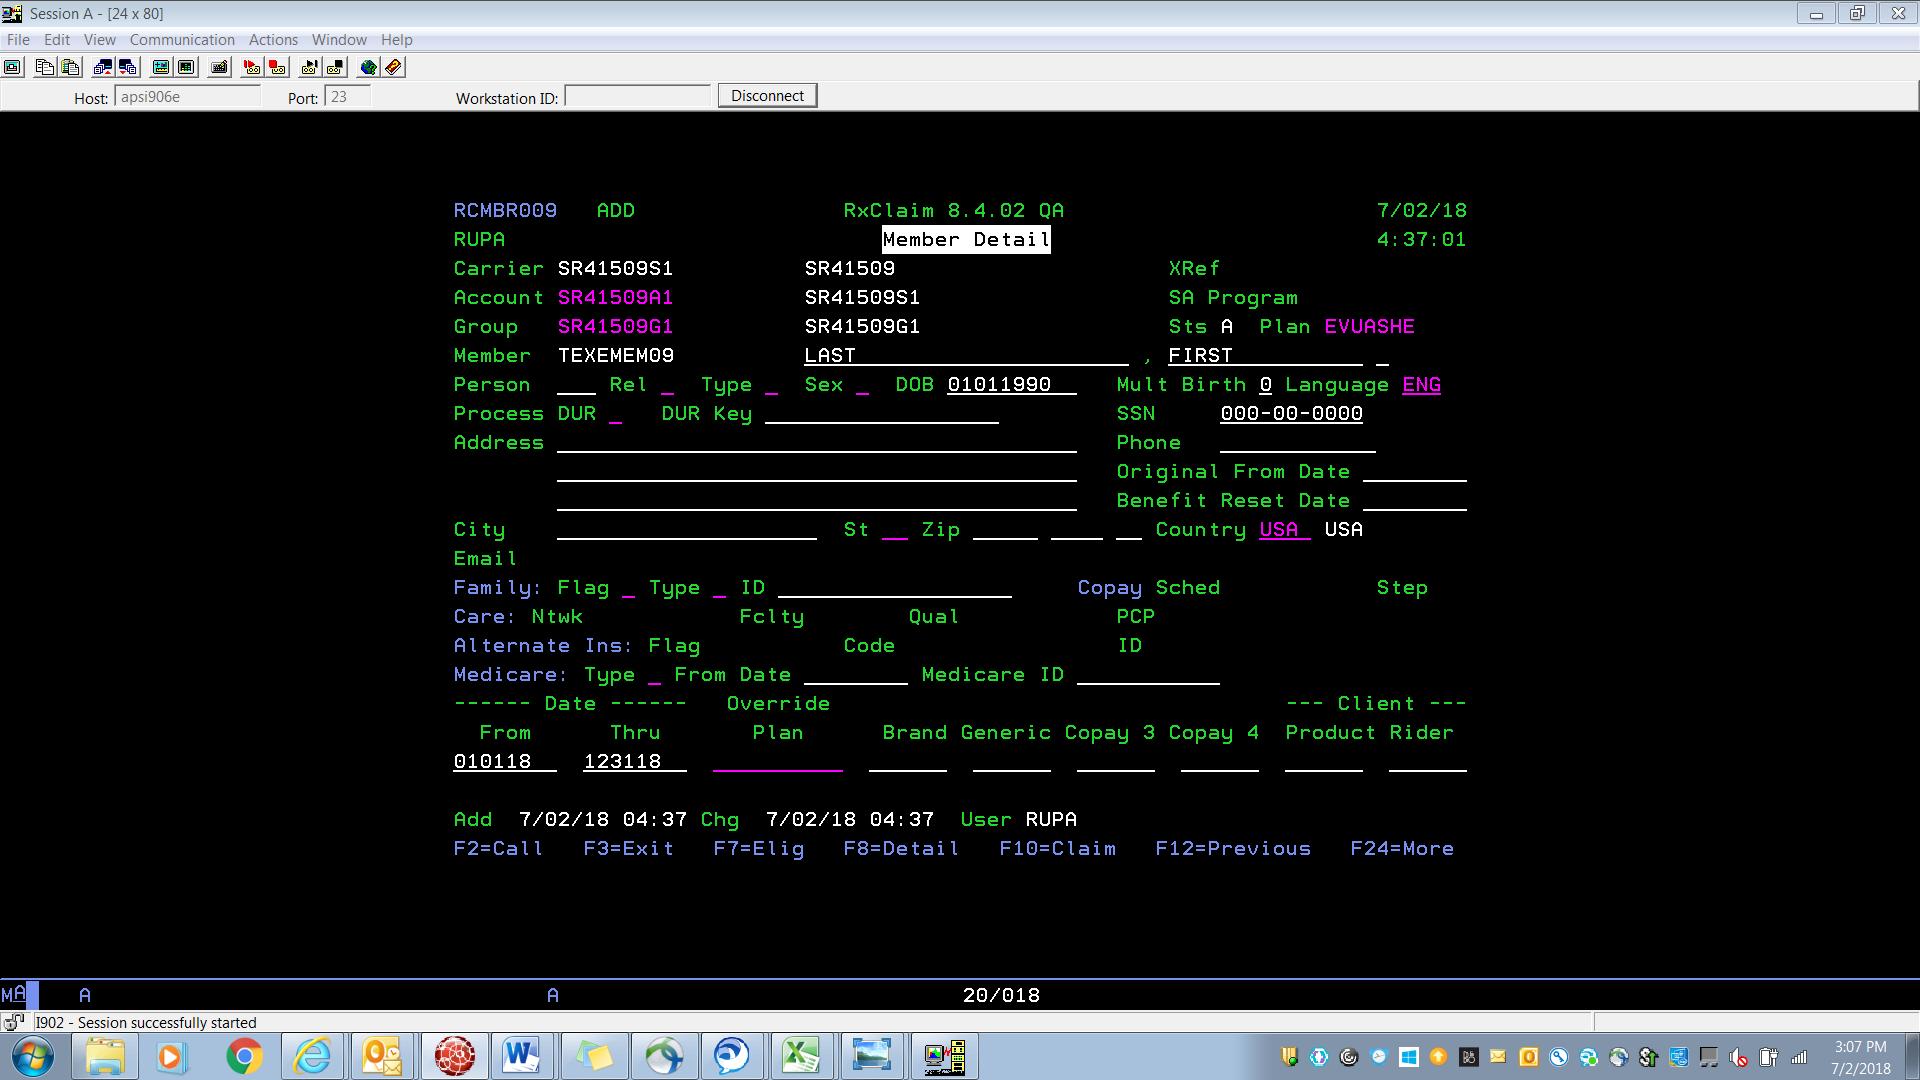 Session A - [24 x 80]
File Edit View Communication Actions Window Help
Host: apsi906e Port: 23 Workstation ID: Disconnect
RCMBR009 ADD RxClaim 8.4.02 QA 7/02/18
RUPA Member Detail 4:37:01
Carrier SR41509S1 SR41509 XRef
Account SR41509A1 SR41509S1 SA Program
Group SR41509G1 SR41509G1 Sts A Plan EVUASHE
Member TEXEMEM09 LAST , FIRST
Person Rel Type Sex DOB 01011990 Mult Birth 0 Language ENG
Process DUR DUR Key SSN 000-00-0000
Address Phone
Original From Date
Benefit Reset Date
City St Zip Country USA USA
Email
Family: Flag Type ID Copay Sched Step
Care: Ntwk Fclty Qual PCP
Alternate Ins: Flag Code ID
Medicare: Type From Date Medicare ID
------ Date ------ Override --- Client ---
From Thru Plan Brand Generic Copay 3 Copay 4 Product Rider
010118 123118
Add 7/02/18 04:37 Chg 7/02/18 04:37 User RUPA
F2=Call F3=Exit F7=Elig F8=Detail F10=Claim F12=Previous F24=More
MA A A 20/018
I902 - Session successfully started
3:07 PM
7/2/2018